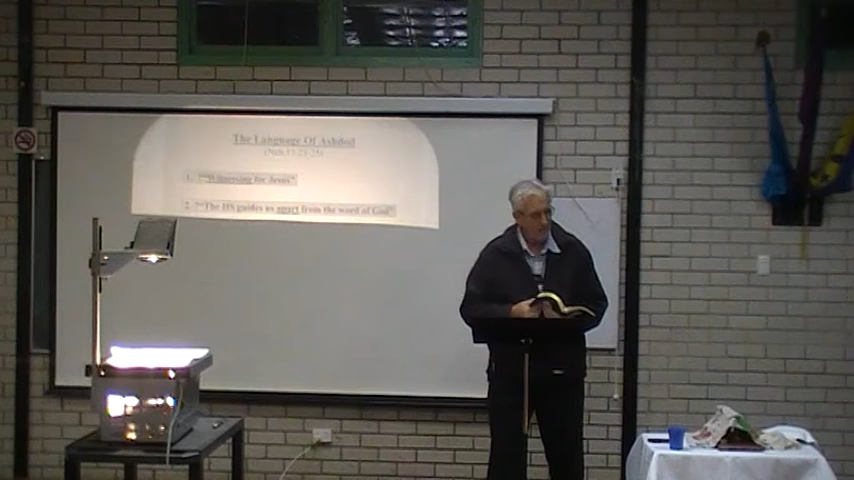 The Language Of Ashdod
(Neh.13:23-25)
1. "Witnessing for Jesus"
2. "The HS guides us apart from the word of God"